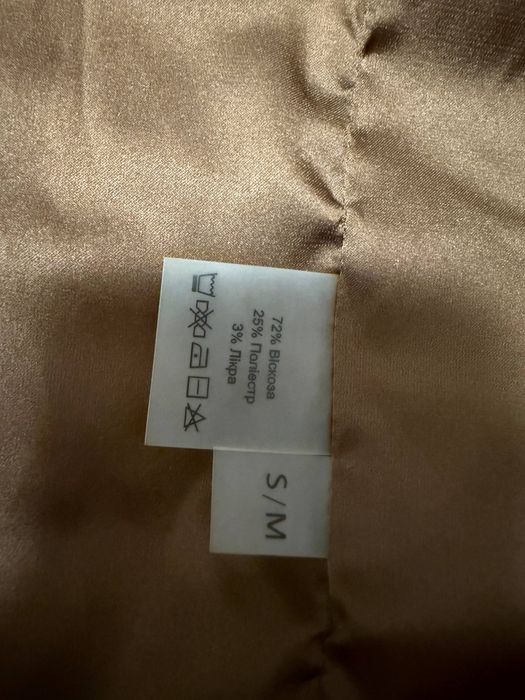 72% Віскоза
25% Поліестр
3% Лікра
S/M